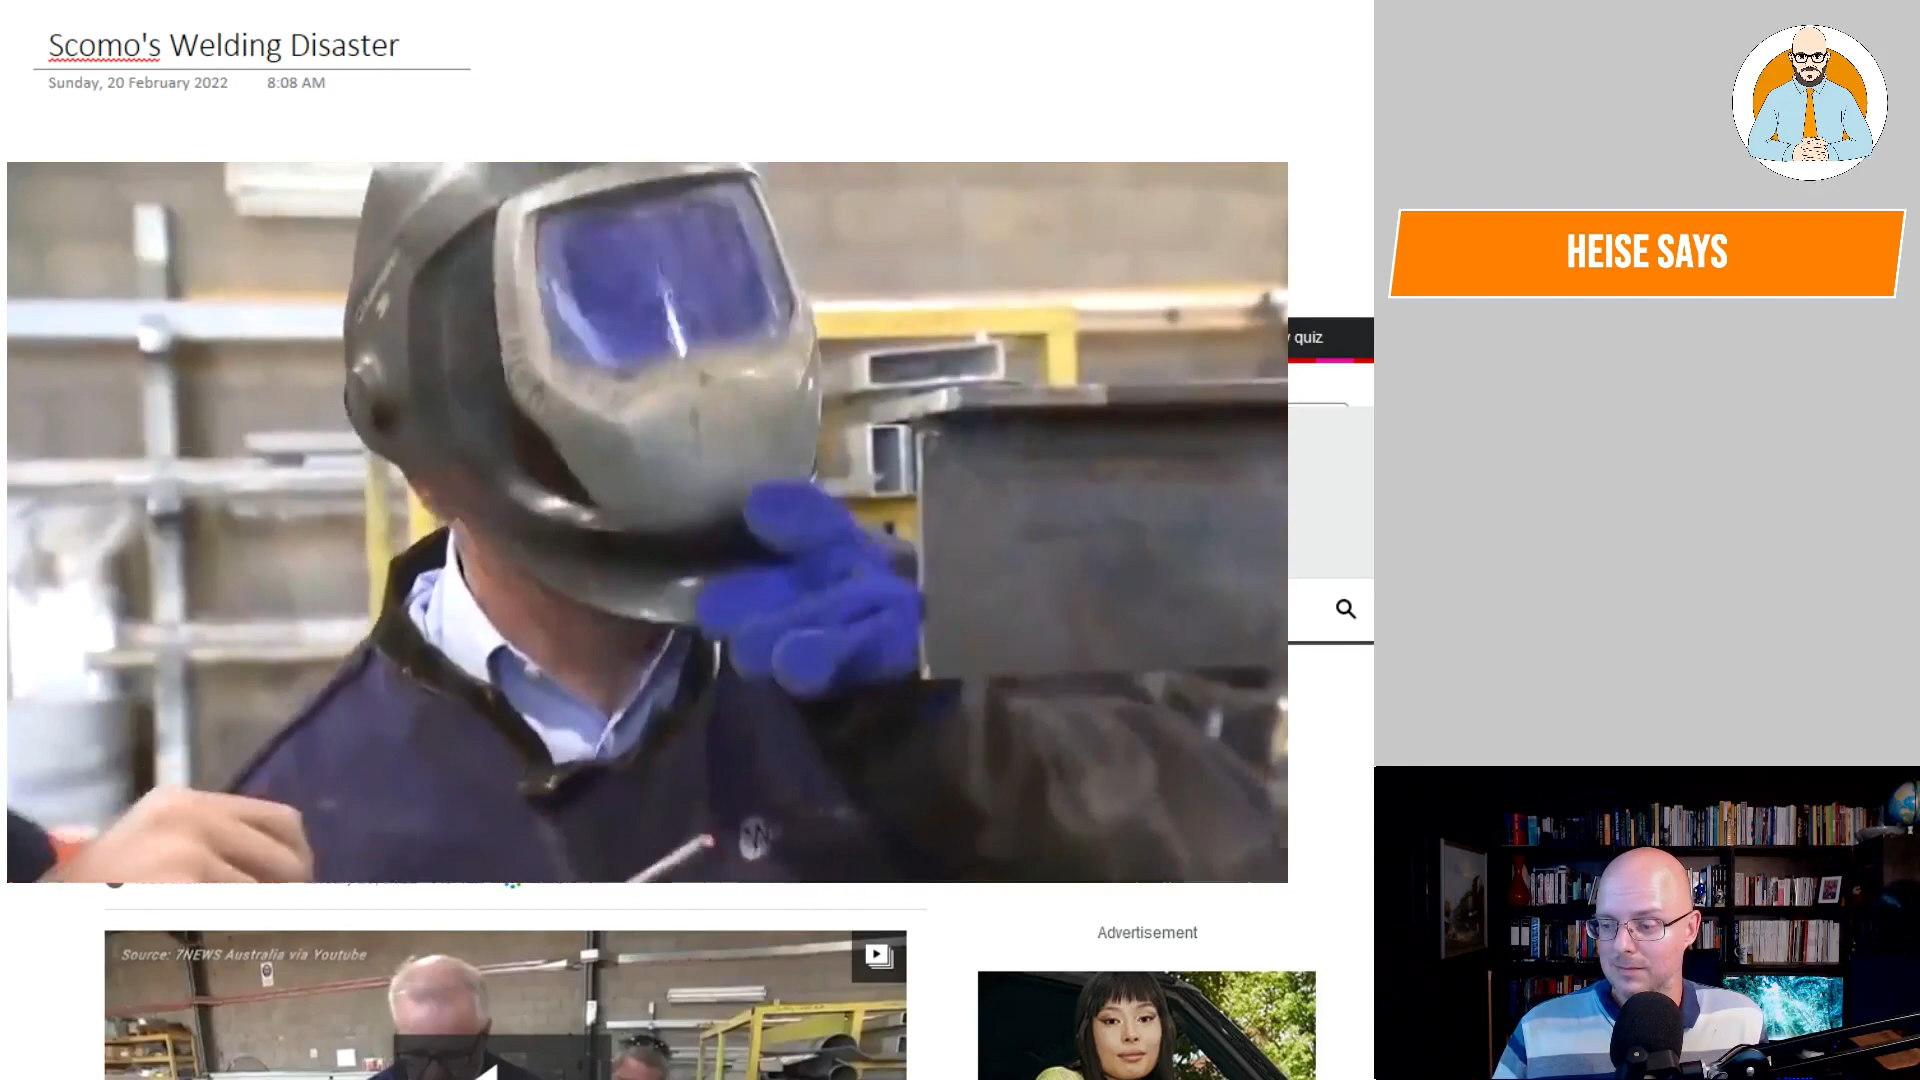 Scomo's Welding Disaster
Sunday, 20 February 2022 8:08 AM
HEISE SAYS
quiz
Source: 7NEWS Australia via Youtube
Advertisement